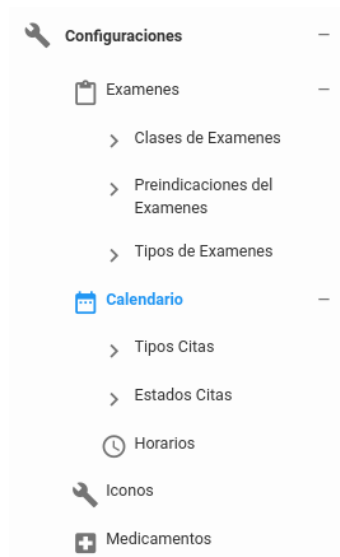 Configuraciones
Examenes
Clases de Examenes
Preindicaciones del
Examenes
Tipos de Examenes
Calendario
Tipos Citas
Estados Citas
Horarios
Iconos
Medicamentos